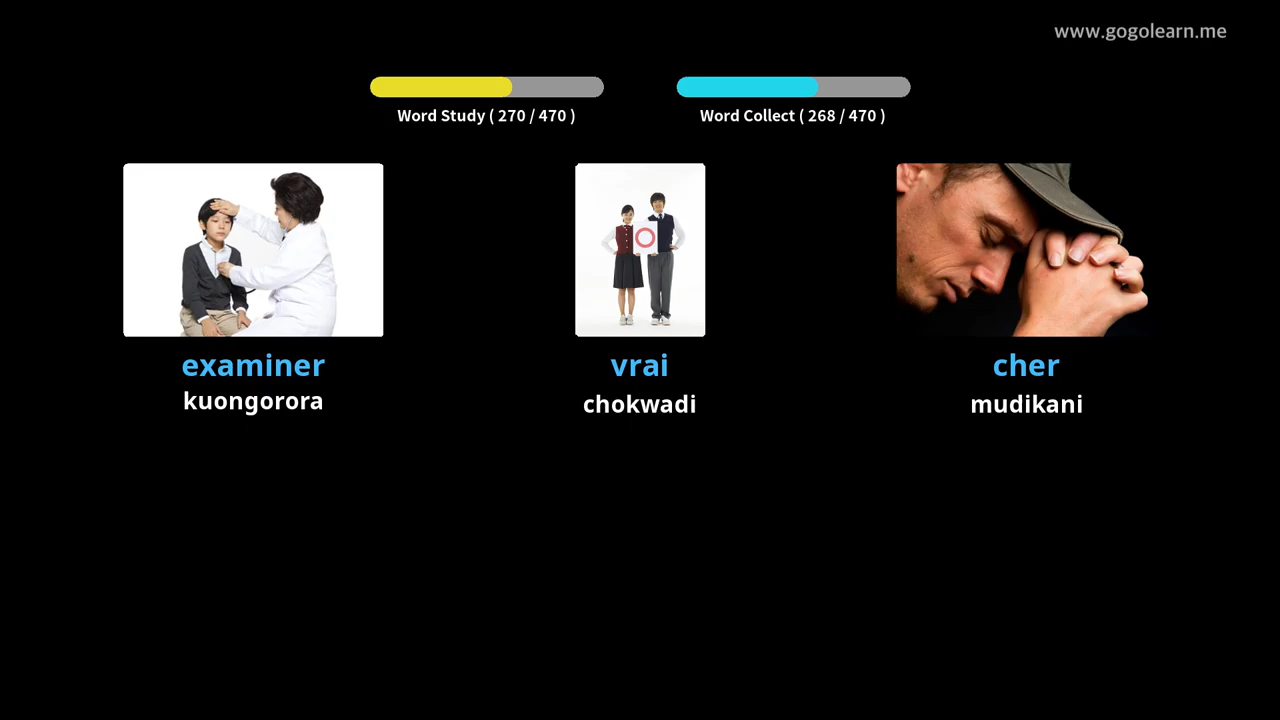 www.gogolearn.me
Word Study ( 270 / 470 )
Word Collect ( 268 / 470 )
examiner
kuongorora
vrai
chokwadi
cher
mudikani